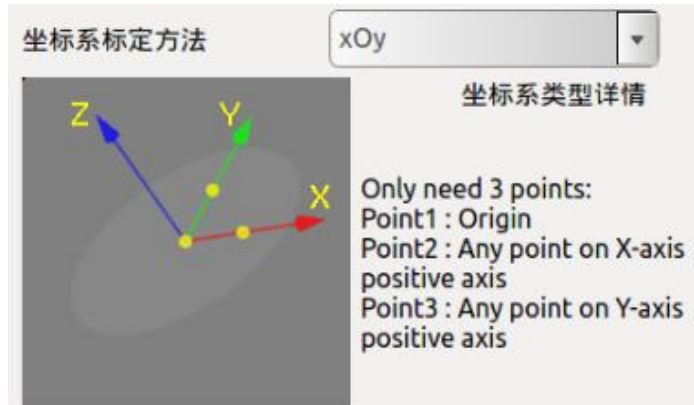 坐标系标定方法
xOy
坐标系类型详情
Z
Y
X
Only need 3 points:
Point1 : Origin
Point2 : Any point on X-axis
positive axis
Point3 : Any point on Y-axis
positive axis